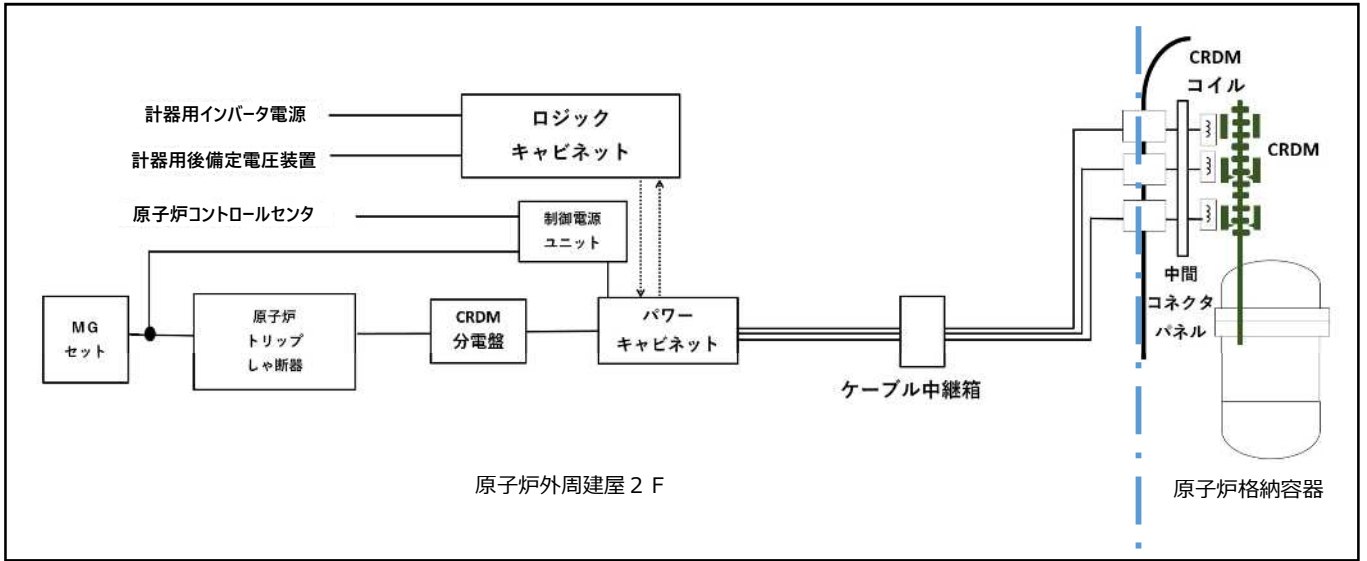 CRDM
コイル
計器用インバータ電源
ロジック
キャビネット
計器用後備定電圧装置
CRDM
原子炉コントロールセンタ
制御電源
ユニット
MG
セット
原子炉
トリップ
しゃ断器
CRDM
分電盤
パワー
キャビネット
中間
コネクタ
パネル
ケーブル中継箱
原子炉外周建屋2F
原子炉格納容器